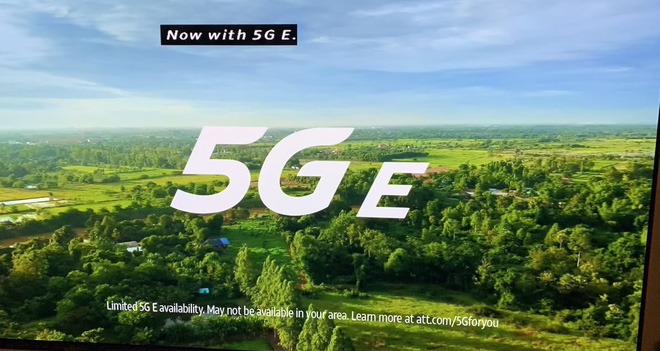 Now with 5G E.
5G E
Limited 5G E availability. May not be available in your area. Learn more at att.com/5Gforyou